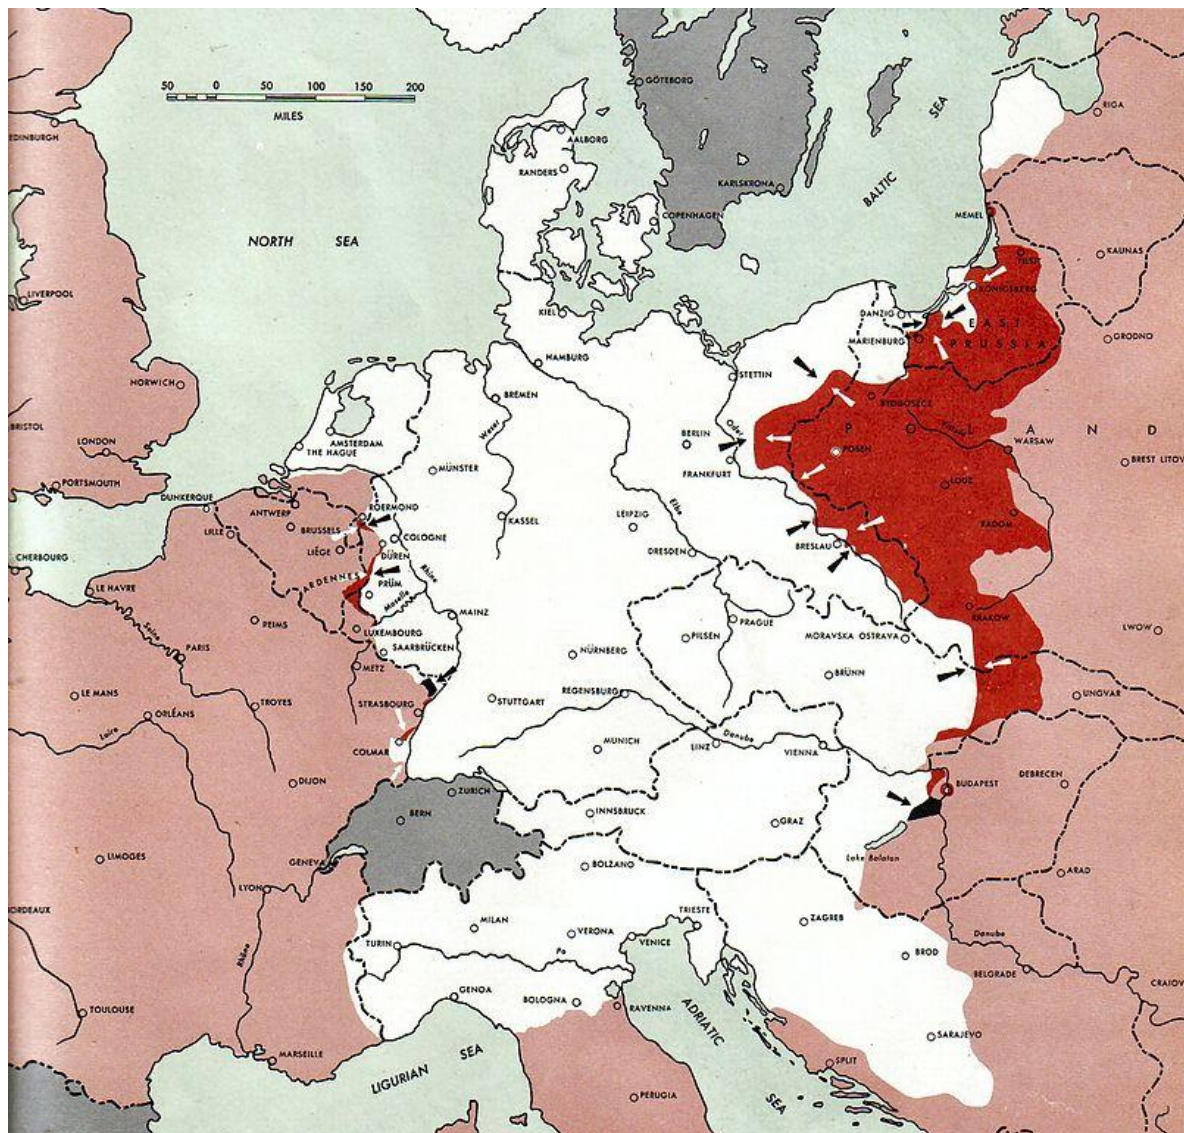 50 0 50 100 150 200
MILES
GÖTEBORG
SEA
RIGA
EDINBURGH
AALBORG
RANDERS
KARLSKRONA
BALTIC
COPENHAGEN
MEMEL
NORTH SEA
KAUNAS
TILSIT
LIVERPOOL
KÖNIGSBERG
KIEL
DANZIG
EAST
GRODNO
MARIENBURG
PRUSSIA
HAMBURG
STETTIN
NORWICH
BREMEN
BYDGOSZCZ
BRISTOL
Weser
Oder
POLAND
Vistula
LONDON
AMSTERDAM
BERLIN
WARSAW
THE HAGUE
POSEN
BREST LITOV
MÜNSTER
FRANKFURT
PORTSMOUTH
LODZ
DUNKERQUE
ANTWERP
ROERMOND
Elbe
LEIPZIG
RADOM
BRUSSELS
KASSEL
LILLE
COLOGNE
BRESLAU
LIÉGE
DÜREN
DRESDEN
CHERBOURG
ARDENNES
Rhine
LE HAVRE
PRÜM
Moselle
MAINZ
KRAKOW
REIMS
PRAGUE
Seine
LUXEMBOURG
PILSEN
MORAVSKA OSTRAVA
LWOW
PARIS
SAARBRÜCKEN
NÜRNBERG
METZ
BRÜNN
LE MANS
REGENSBURG
UNGVAR
TROYES
STRASBOURG
STUTTGART
ORLÉANS
Loire
Danube
COLMAR
MUNICH
LINZ
VIENNA
DIJON
DEBRECEN
ZURICH
BUDAPEST
BERH
INNSBRUCK
GRAZ
LIMOGES
GENEVA
BOLZANO
Lake Balaton
LYON
ARAD
BORDEAUX
TRIESTE
MILAN
ZAGREB
VERONA
Danube
TURIN
VENICE
Rhône
Po
BROD
BELGRADE
CRAIOV
GENOA
BOLOGNA
TOULOUSE
RAVENNA
ADRIATIC
SARAJEVO
MARSEILLE
SEA
SPLIT
LIGURIAN
PERUGIA
SEA